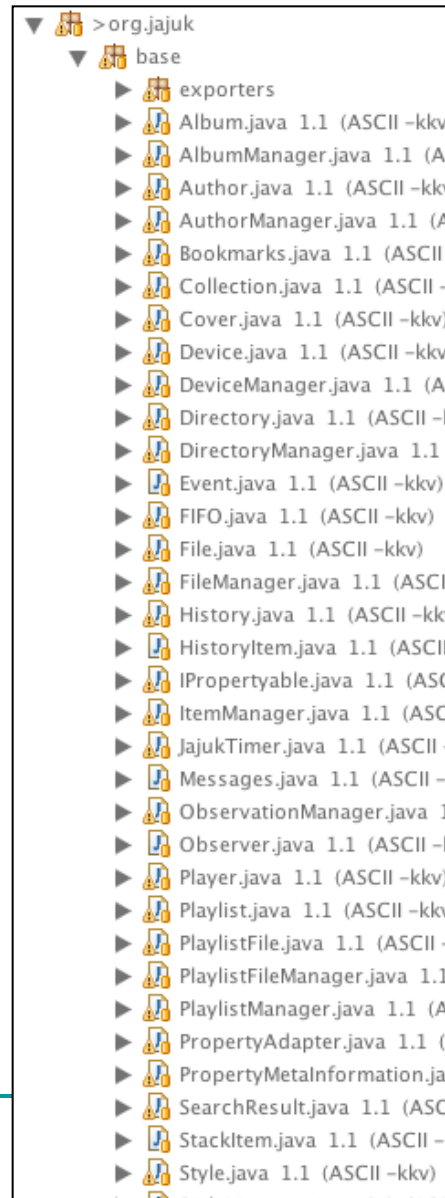 >org.jajuk
base
exporters
Album.java 1.1 (ASCII -kkv
AlbumManager.java 1.1 (A
Author.java 1.1 (ASCII -kkv
AuthorManager.java 1.1 (A
Bookmarks.java 1.1 (ASCII
Collection.java 1.1 (ASCII -
Cover.java 1.1 (ASCII -kkv)
Device.java 1.1 (ASCII -kkv
DeviceManager.java 1.1 (A
Directory.java 1.1 (ASCII -
DirectoryManager.java 1.1
Event.java 1.1 (ASCII -kkv)
FIFO.java 1.1 (ASCII -kkv)
File.java 1.1 (ASCII -kkv)
FileManager.java 1.1 (ASCI
History.java 1.1 (ASCII -kkv
HistoryItem.java 1.1 (ASCII
IPropertyable.java 1.1 (ASC
ItemManager.java 1.1 (ASC
JajukTimer.java 1.1 (ASCII
Messages.java 1.1 (ASCII -
ObservationManager.java 1
Observer.java 1.1 (ASCII -
Player.java 1.1 (ASCII -kkv)
Playlist.java 1.1 (ASCII -kkv
PlaylistFile.java 1.1 (ASCII -
PlaylistFileManager.java 1.1
PlaylistManager.java 1.1 (A
PropertyAdapter.java 1.1 (
PropertyMetaInformation.ja
SearchResult.java 1.1 (ASC
StackItem.java 1.1 (ASCII -
Style.java 1.1 (ASCII -kkv)